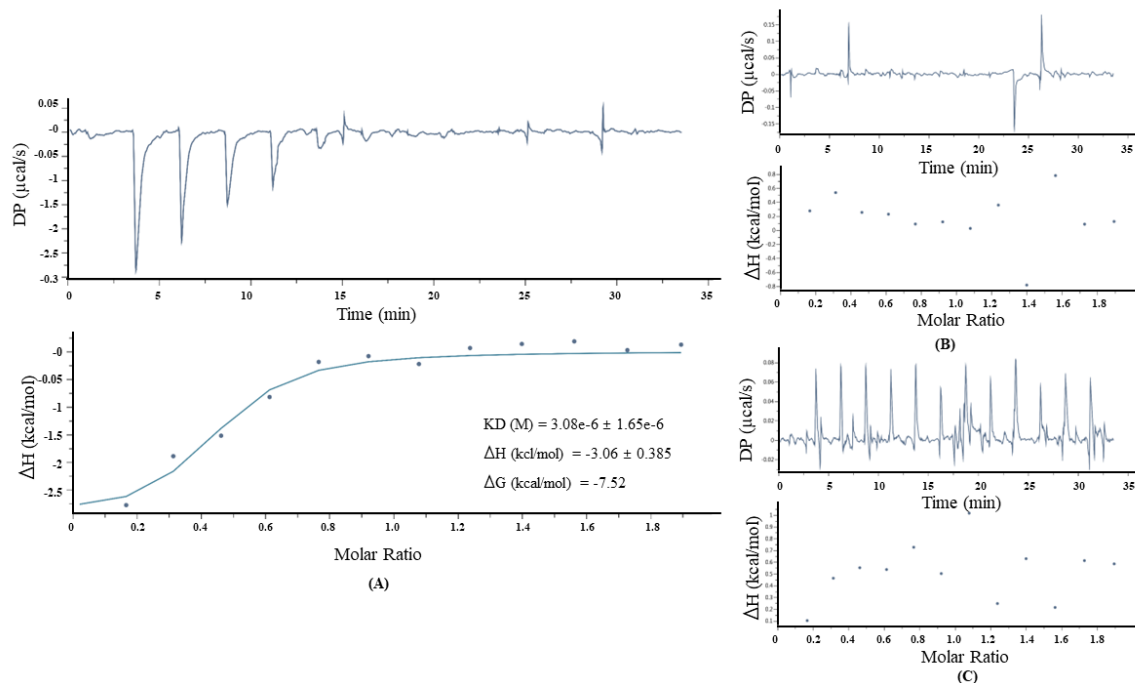 0.05
-0
-0.05
-1
-1.5
-2
-2.5
-0.3
DP (μcal/s)
0 5 10 15 20 25 30 35
Time (min)
-0
-0.05
-1
-1.5
-2
-2.5
ΔH (kcal/mol)
KD (M) = 3.08e-6 ± 1.65e-6
ΔH (kcl/mol) = -3.06 ± 0.385
ΔG (kcal/mol) = -7.52
0 0.2 0.4 0.6 0.8 1.0 1.2 1.4 1.6 1.8
Molar Ratio
(A)
0.15
0.1
0.05
0
-0.05
-0.1
-0.15
DP (μcal/s)
0 5 10 15 20 25 30 35
Time (min)
0.8
0.6
0.4
0.2
0
-0.2
-0.4
-0.6
-0.8
ΔH (kcal/mol)
0 0.2 0.4 0.6 0.8 1.0 1.2 1.4 1.6 1.8
Molar Ratio
(B)
0.08
0.06
0.04
0.02
0
0.02
DP (μcal/s)
0 5 10 15 20 25 30 35
Time (min)
1
0.9
0.8
0.7
0.6
0.5
0.4
0.3
0.2
0.1
ΔH (kcal/mol)
0 0.2 0.4 0.6 0.8 1.0 1.2 1.4 1.6 1.8
Molar Ratio
(C)